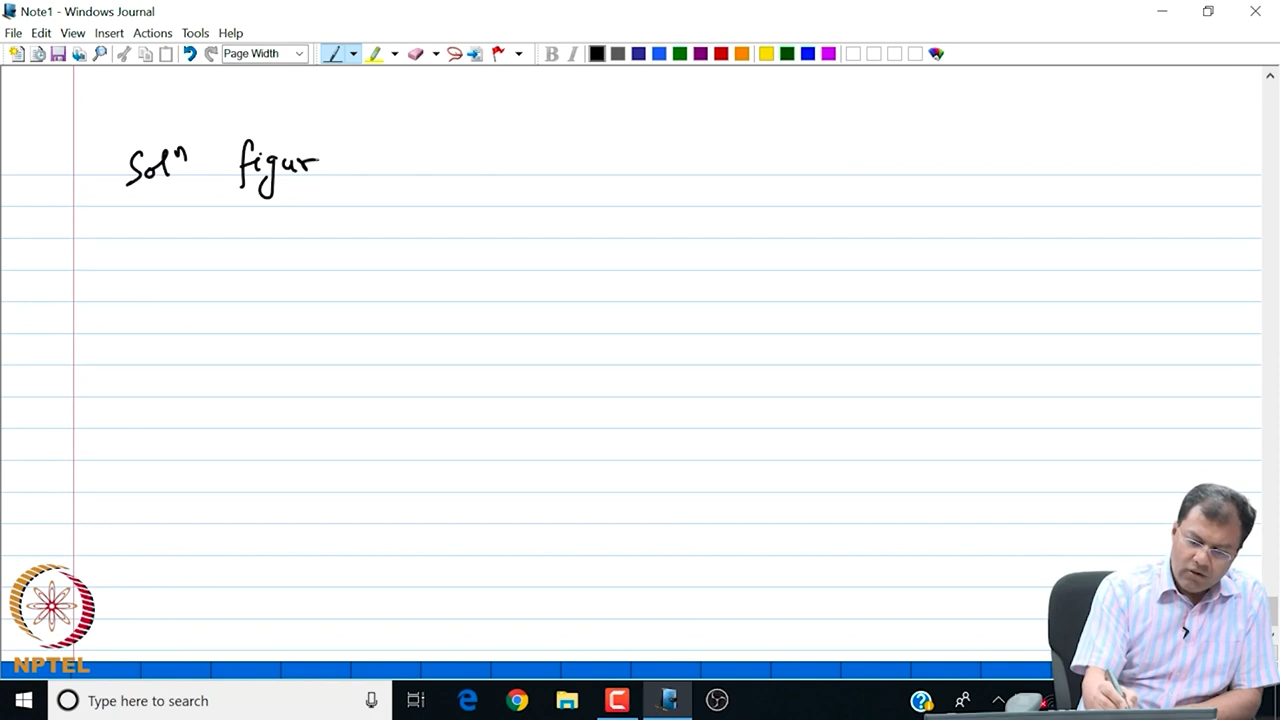 Note1 - Windows Journal
File Edit View Insert Actions Tools Help
Page Width B I
Solⁿ figur
NPTEL
Type here to search